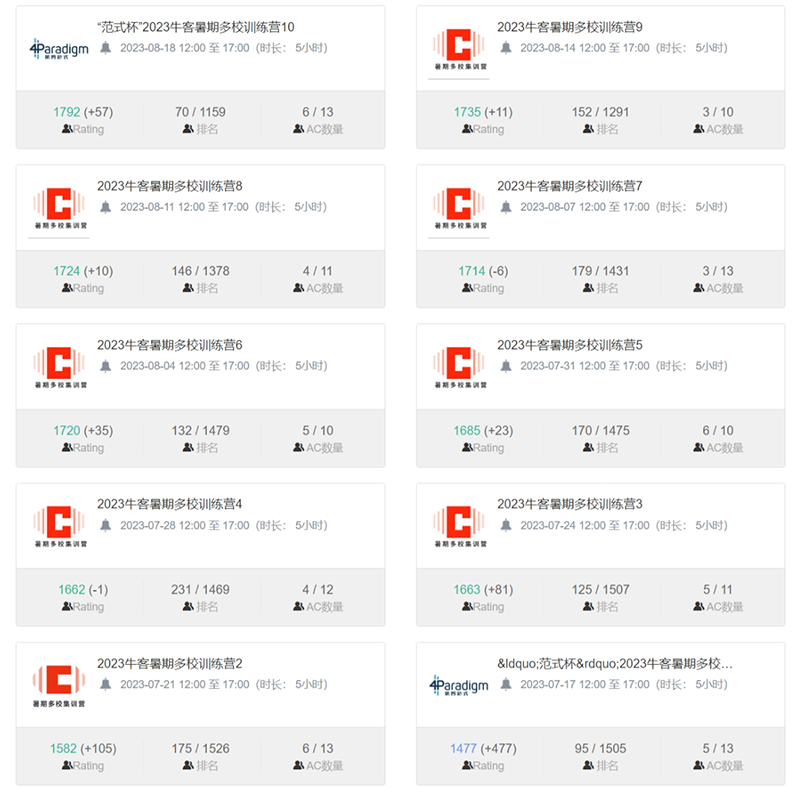 “范式杯”2023牛客暑期多校训练营10
4Paradigm
第四范式
2023-08-18 12:00 至 17:00 (时长： 5小时)
1792 (+57) 70 / 1159 6 / 13
Rating 排名 AC数量
2023牛客暑期多校训练营9
2023-08-14 12:00 至 17:00 (时长： 5小时)
暑期多校集训营
1735 (+11) 152 / 1291 3 / 10
Rating 排名 AC数量
2023牛客暑期多校训练营8
2023-08-11 12:00 至 17:00 (时长： 5小时)
暑期多校集训营
1724 (+10) 146 / 1378 4 / 11
Rating 排名 AC数量
2023牛客暑期多校训练营7
2023-08-07 12:00 至 17:00 (时长： 5小时)
暑期多校集训营
1714 (-6) 179 / 1431 3 / 13
Rating 排名 AC数量
2023牛客暑期多校训练营6
2023-08-04 12:00 至 17:00 (时长： 5小时)
暑期多校集训营
1720 (+35) 132 / 1479 5 / 10
Rating 排名 AC数量
2023牛客暑期多校训练营5
2023-07-31 12:00 至 17:00 (时长： 5小时)
暑期多校集训营
1685 (+23) 170 / 1475 6 / 10
Rating 排名 AC数量
2023牛客暑期多校训练营4
2023-07-28 12:00 至 17:00 (时长： 5小时)
暑期多校集训营
1662 (-1) 231 / 1469 4 / 12
Rating 排名 AC数量
2023牛客暑期多校训练营3
2023-07-24 12:00 至 17:00 (时长： 5小时)
暑期多校集训营
1663 (+81) 125 / 1507 5 / 11
Rating 排名 AC数量
2023牛客暑期多校训练营2
2023-07-21 12:00 至 17:00 (时长： 5小时)
暑期多校集训营
1582 (+105) 175 / 1526 6 / 13
Rating 排名 AC数量
&ldquo;范式杯&rdquo;2023牛客暑期多校…
4Paradigm
第四范式
2023-07-17 12:00 至 17:00 (时长： 5小时)
1477 (+477) 95 / 1505 5 / 13
Rating 排名 AC数量